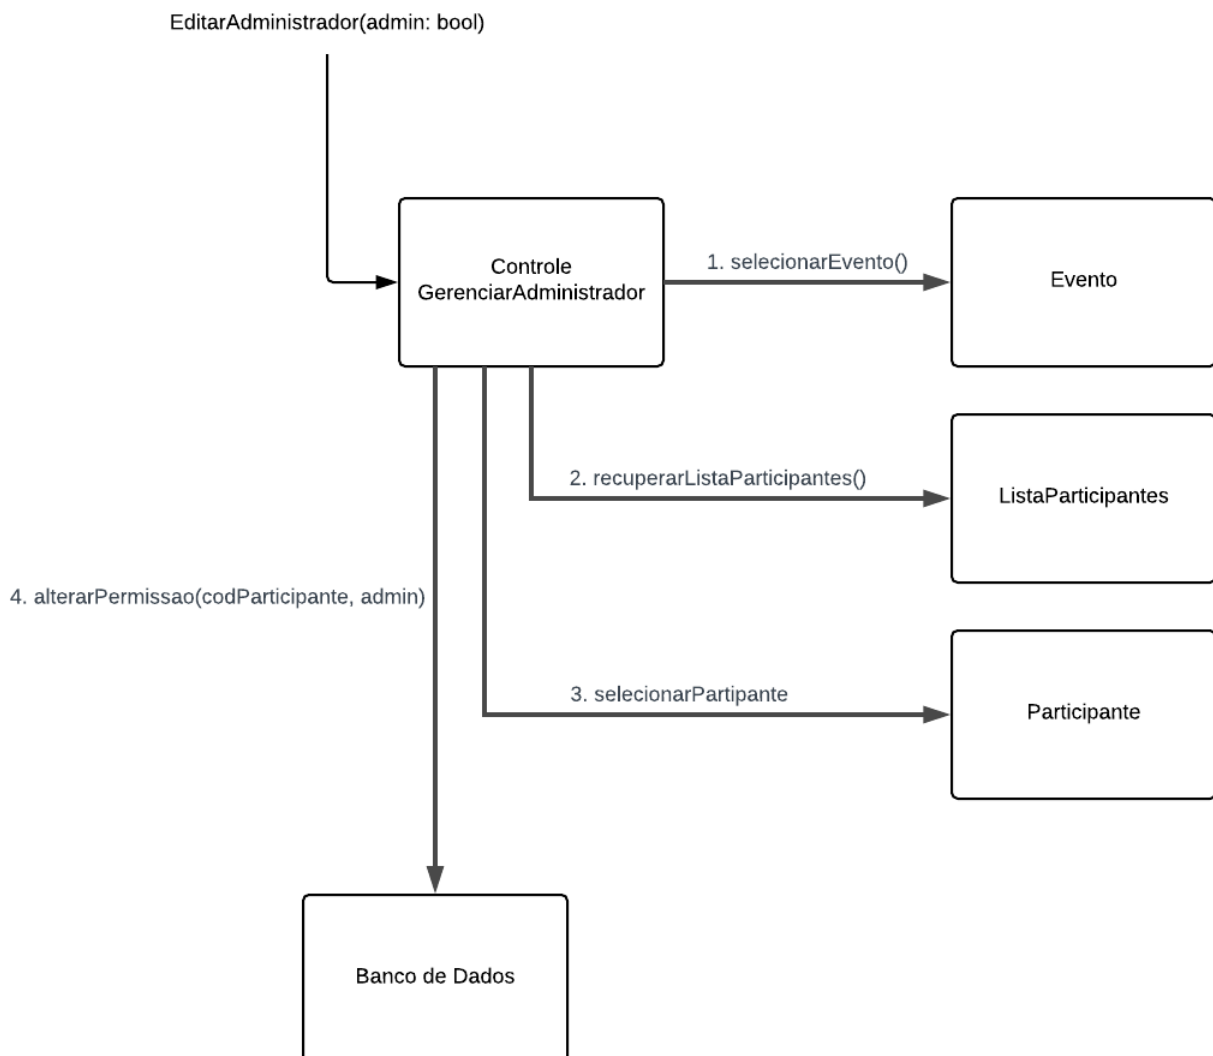 EditarAdministrador(admin: bool)
Controle
GerenciarAdministrador
1. selecionarEvento()
Evento
2. recuperarListaParticipantes()
ListaParticipantes
4. alterarPermissao(codParticipante, admin)
3. selecionarPartipante
Participante
Banco de Dados